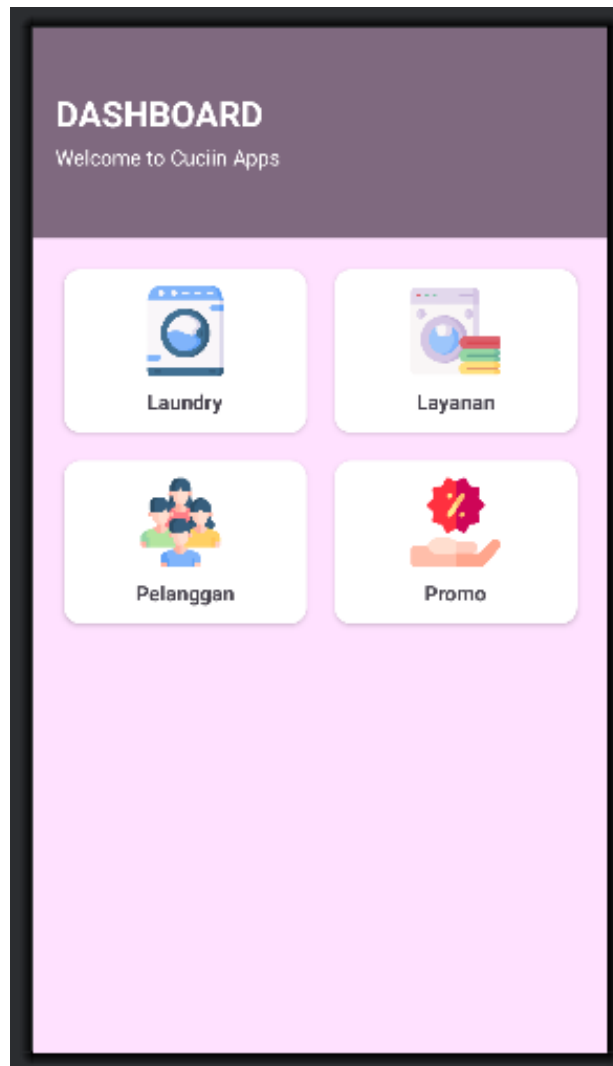 DASHBOARD
Welcome to Cuciin Apps
Laundry
Layanan
Pelanggan
Promo